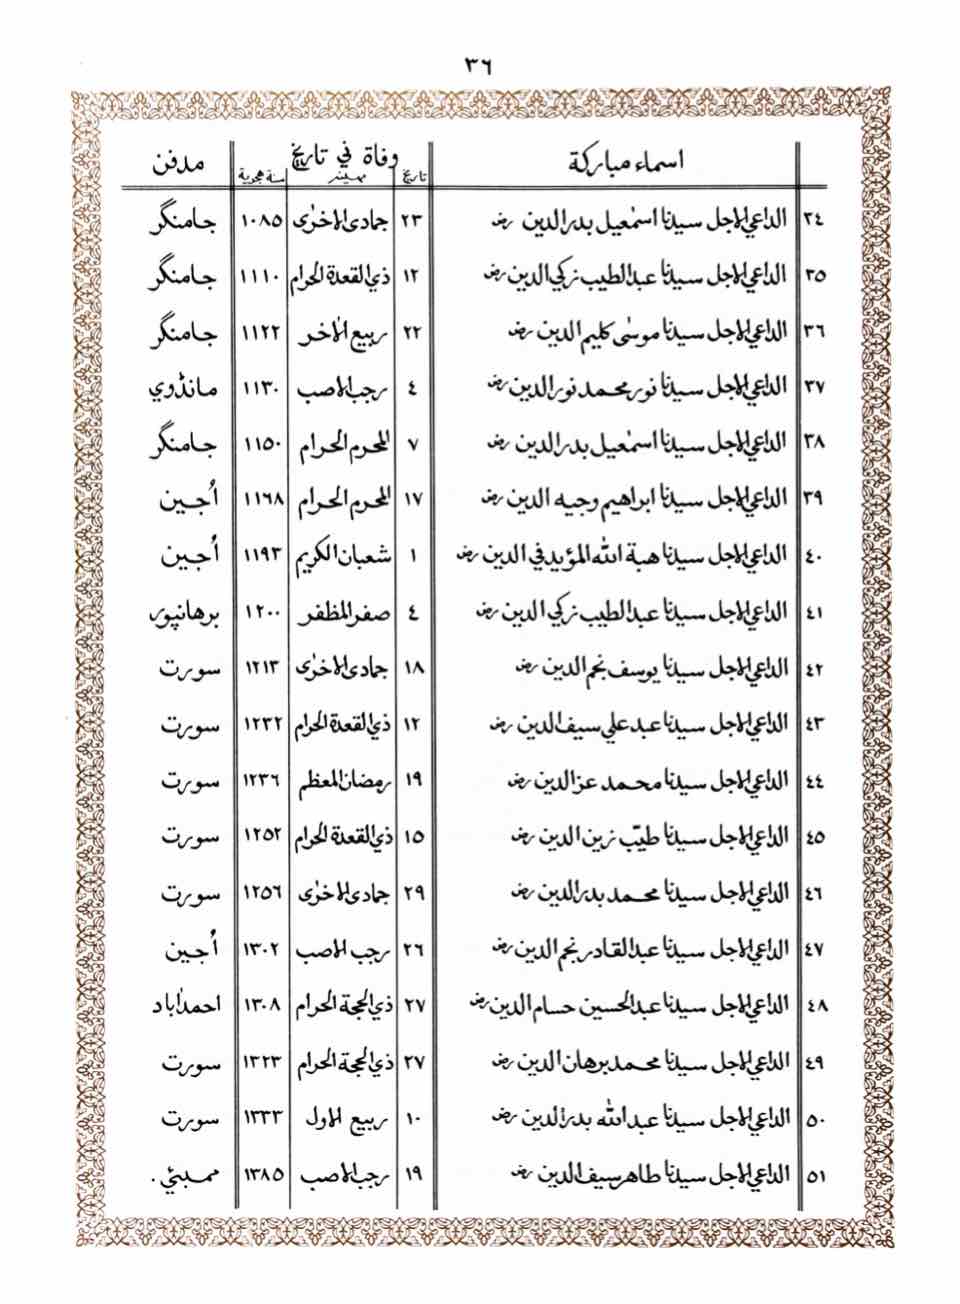 ٣٦
اسماء مباركة وفاة في تاريخ مدفن
تاريخ مهينہ سنة هجرية
٣٤ الداعي الاجل سيدنا اسمٰعيل بدر الدين رض ٢٣ جمادى الاخرٰى ١٠٨٥ جامنگر
٣٥ الداعي الاجل سيدنا عبد الطيب زكي الدين رض ١٢ ذي القعدة الحرام ١١١٠ جامنگر
٣٦ الداعي الاجل سيدنا موسٰى كليم الدين رض ٢٢ ربيع الاٰخر ١١٢٢ جامنگر
٣٧ الداعي الاجل سيدنا نور محمد نور الدين رض ٤ رجب الاصب ١١٣٠ مانڈوي
٣٨ الداعي الاجل سيدنا اسمٰعيل بدر الدين رض ٧ المحرم الحرام ١١٥٠ جامنگر
٣٩ الداعي الاجل سيدنا ابراهيم وجيه الدين رض ١٧ المحرم الحرام ١١٦٨ أجين
٤٠ الداعي الاجل سيدنا هبة الله المؤيد في الدين رض ١ شعبان الكريم ١١٩٣ أجين
٤١ الداعي الاجل سيدنا عبد الطيب زكي الدين رض ٤ صفر المظفر ١٢٠٠ برهانپور
٤٢ الداعي الاجل سيدنا يوسف نجم الدين رض ١٨ جمادى الاخرٰى ١٢١٣ سورت
٤٣ الداعي الاجل سيدنا عبد علي سيف الدين رض ١٢ ذي القعدة الحرام ١٢٣٢ سورت
٤٤ الداعي الاجل سيدنا محمد عز الدين رض ١٩ رمضان المعظم ١٢٣٦ سورت
٤٥ الداعي الاجل سيدنا طيّب زين الدين رض ١٥ ذي القعدة الحرام ١٢٥٢ سورت
٤٦ الداعي الاجل سيدنا محمد بدر الدين رض ٢٩ جمادى الاخرٰى ١٢٥٦ سورت
٤٧ الداعي الاجل سيدنا عبد القادر نجم الدين رض ٢٦ رجب الاصب ١٣٠٢ أجين
٤٨ الداعي الاجل سيدنا عبد الحسين حسام الدين رض ٢٧ ذي الحجة الحرام ١٣٠٨ احمداٰباد
٤٩ الداعي الاجل سيدنا محمد برهان الدين رض ٢٧ ذي الحجة الحرام ١٣٢٣ سورت
٥٠ الداعي الاجل سيدنا عبد الله بدر الدين رض ١٠ ربيع الاول ١٣٣٣ سورت
٥١ الداعي الاجل سيدنا طاهر سيف الدين رض ١٩ رجب الاصب ١٣٨٥ ممبئي.